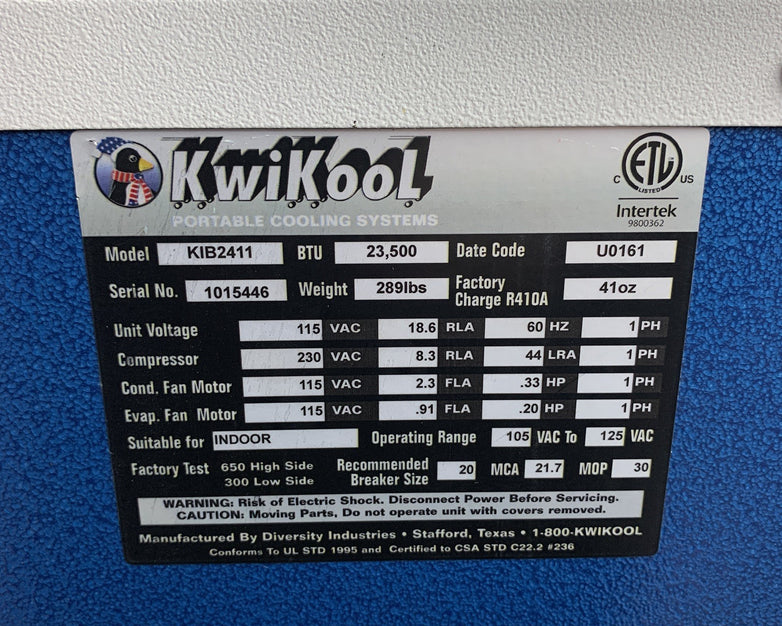 KwiKool
PORTABLE COOLING SYSTEMS
C ETL US
LISTED
Intertek
9800362
Model KIB2411 BTU 23,500 Date Code U0161
Serial No. 1015446 Weight 289lbs Factory Charge R410A 41oz
Unit Voltage 115 VAC 18.6 RLA 60 HZ 1 PH
Compressor 230 VAC 8.3 RLA 44 LRA 1 PH
Cond. Fan Motor 115 VAC 2.3 FLA .33 HP 1 PH
Evap. Fan Motor 115 VAC .91 FLA .20 HP 1 PH
Suitable for INDOOR Operating Range 105 VAC To 125 VAC
Factory Test 650 High Side 300 Low Side Recommended Breaker Size 20 MCA 21.7 MOP 30
WARNING: Risk of Electric Shock. Disconnect Power Before Servicing.
CAUTION: Moving Parts, Do not operate unit with covers removed.
Manufactured By Diversity Industries • Stafford, Texas • 1-800-KWIKOOL
Conforms To UL STD 1995 and Certified to CSA STD C22.2 #236